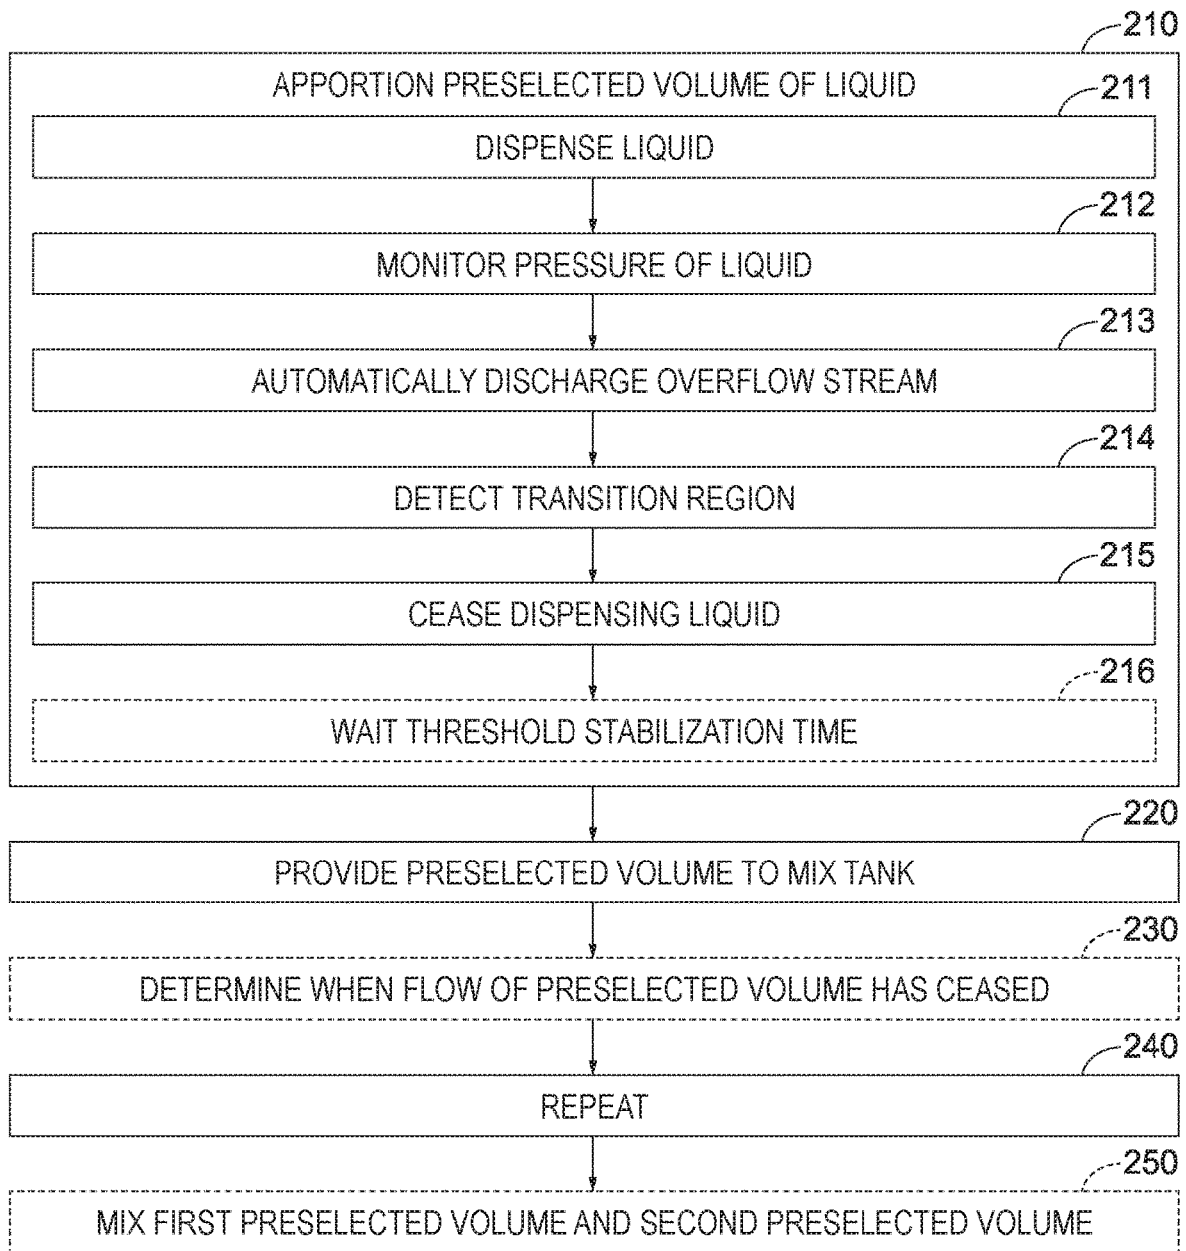 210
APPORTION PRESELECTED VOLUME OF LIQUID
211
DISPENSE LIQUID
212
MONITOR PRESSURE OF LIQUID
213
AUTOMATICALLY DISCHARGE OVERFLOW STREAM
214
DETECT TRANSITION REGION
215
CEASE DISPENSING LIQUID
216
WAIT THRESHOLD STABILIZATION TIME
220
PROVIDE PRESELECTED VOLUME TO MIX TANK
230
DETERMINE WHEN FLOW OF PRESELECTED VOLUME HAS CEASED
240
REPEAT
250
MIX FIRST PRESELECTED VOLUME AND SECOND PRESELECTED VOLUME